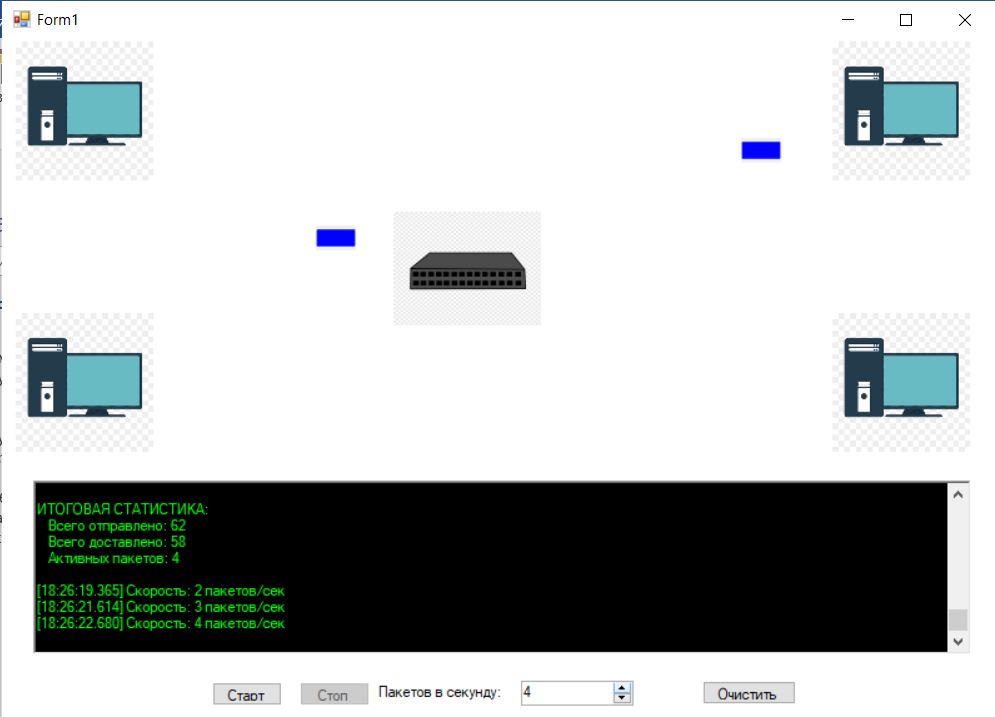 Form1
ИТОГОВАЯ СТАТИСТИКА:
Всего отправлено: 62
Всего доставлено: 58
Активных пакетов: 4
[18:26:19.365] Скорость: 2 пакетов/сек
[18:26:21.614] Скорость: 3 пакетов/сек
[18:26:22.680] Скорость: 4 пакетов/сек
Старт Стоп Пакетов в секунду: 4 Очистить